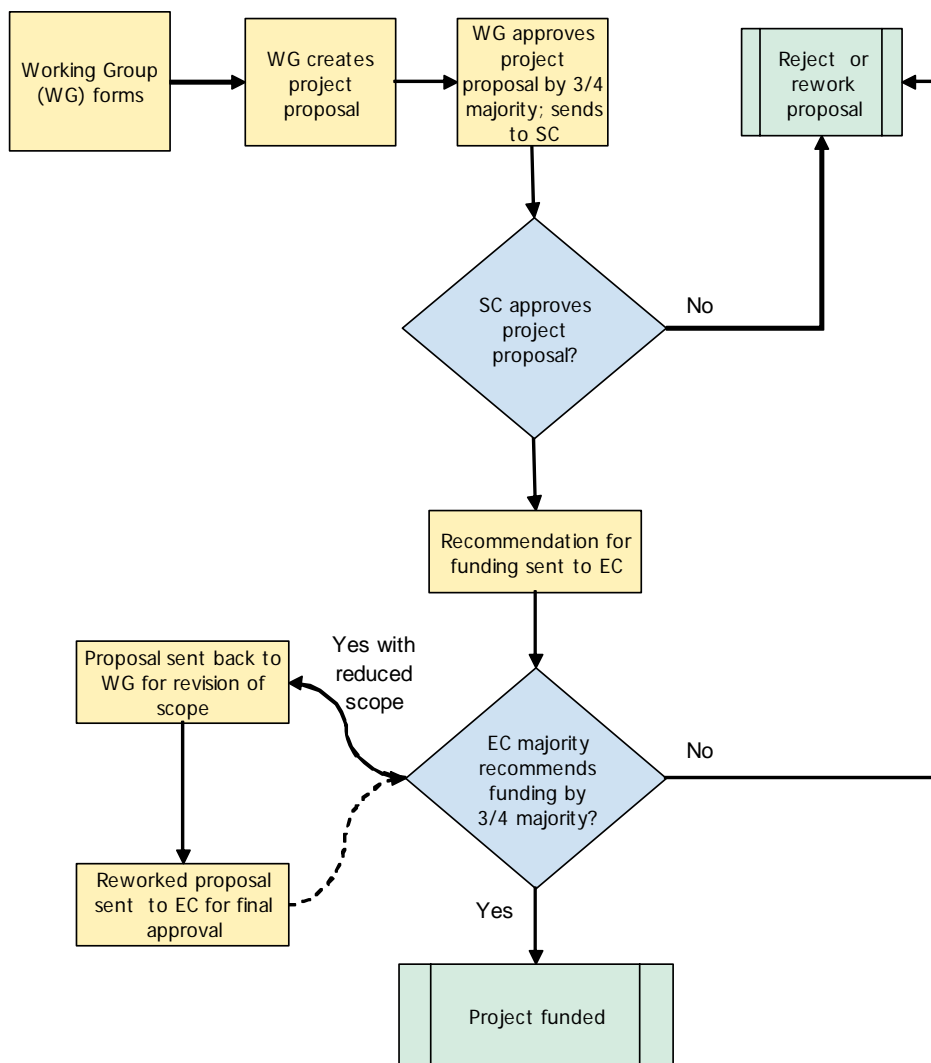 Working Group
(WG) forms
WG creates
project
proposal
WG approves
project
proposal by 3/4
majority; sends
to SC
Reject or
rework
proposal
SC approves
project
proposal?
No
Recommendation for
funding sent to EC
Yes with
reduced
scope
Proposal sent back to
WG for revision of
scope
EC majority
recommends
funding by
3/4 majority?
No
Reworked proposal
sent to EC for final
approval
Yes
Project funded